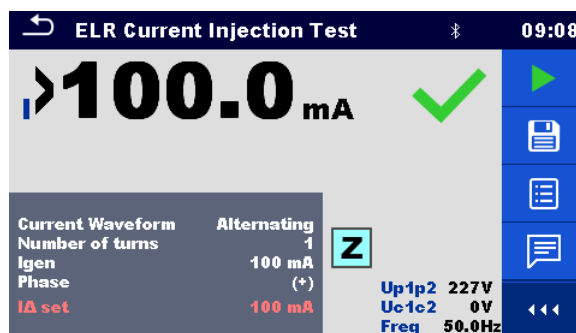 ELR Current Injection Test 09:08
I>100.0 mA
Current Waveform Alternating
Number of turns 1
Igen 100 mA
Phase (+)
IΔ set 100 mA
Z
Up1p2 227V
Uc1c2 0V
Freq 50.0Hz